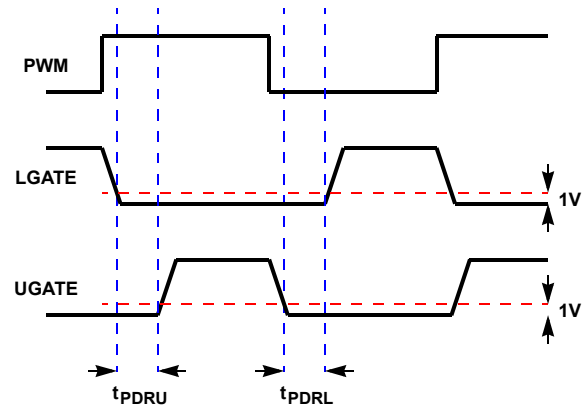 PWM
LGATE
1V
UGATE
1V
tPDRU
tPDRL